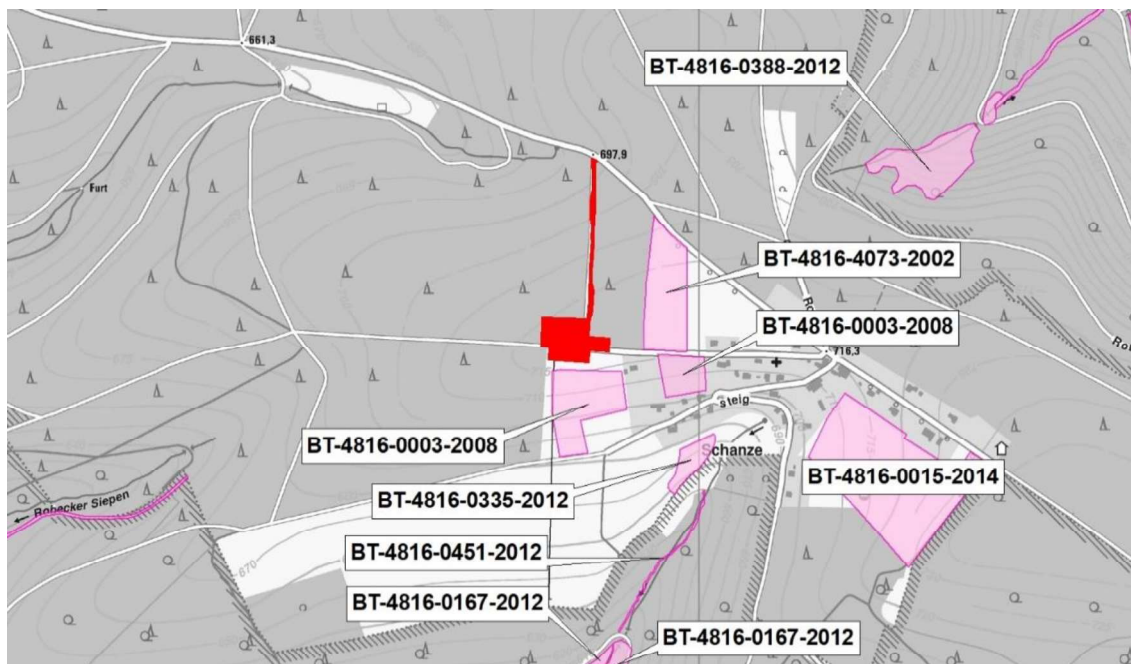 661,3
BT-4816-0388-2012
697,9
Furt
BT-4816-4073-2002
BT-4816-0003-2008
716,3
steig
BT-4816-0003-2008
Schanze
BT-4816-0335-2012
BT-4816-0015-2014
Robecker Siepen
BT-4816-0451-2012
670
BT-4816-0167-2012
BT-4816-0167-2012